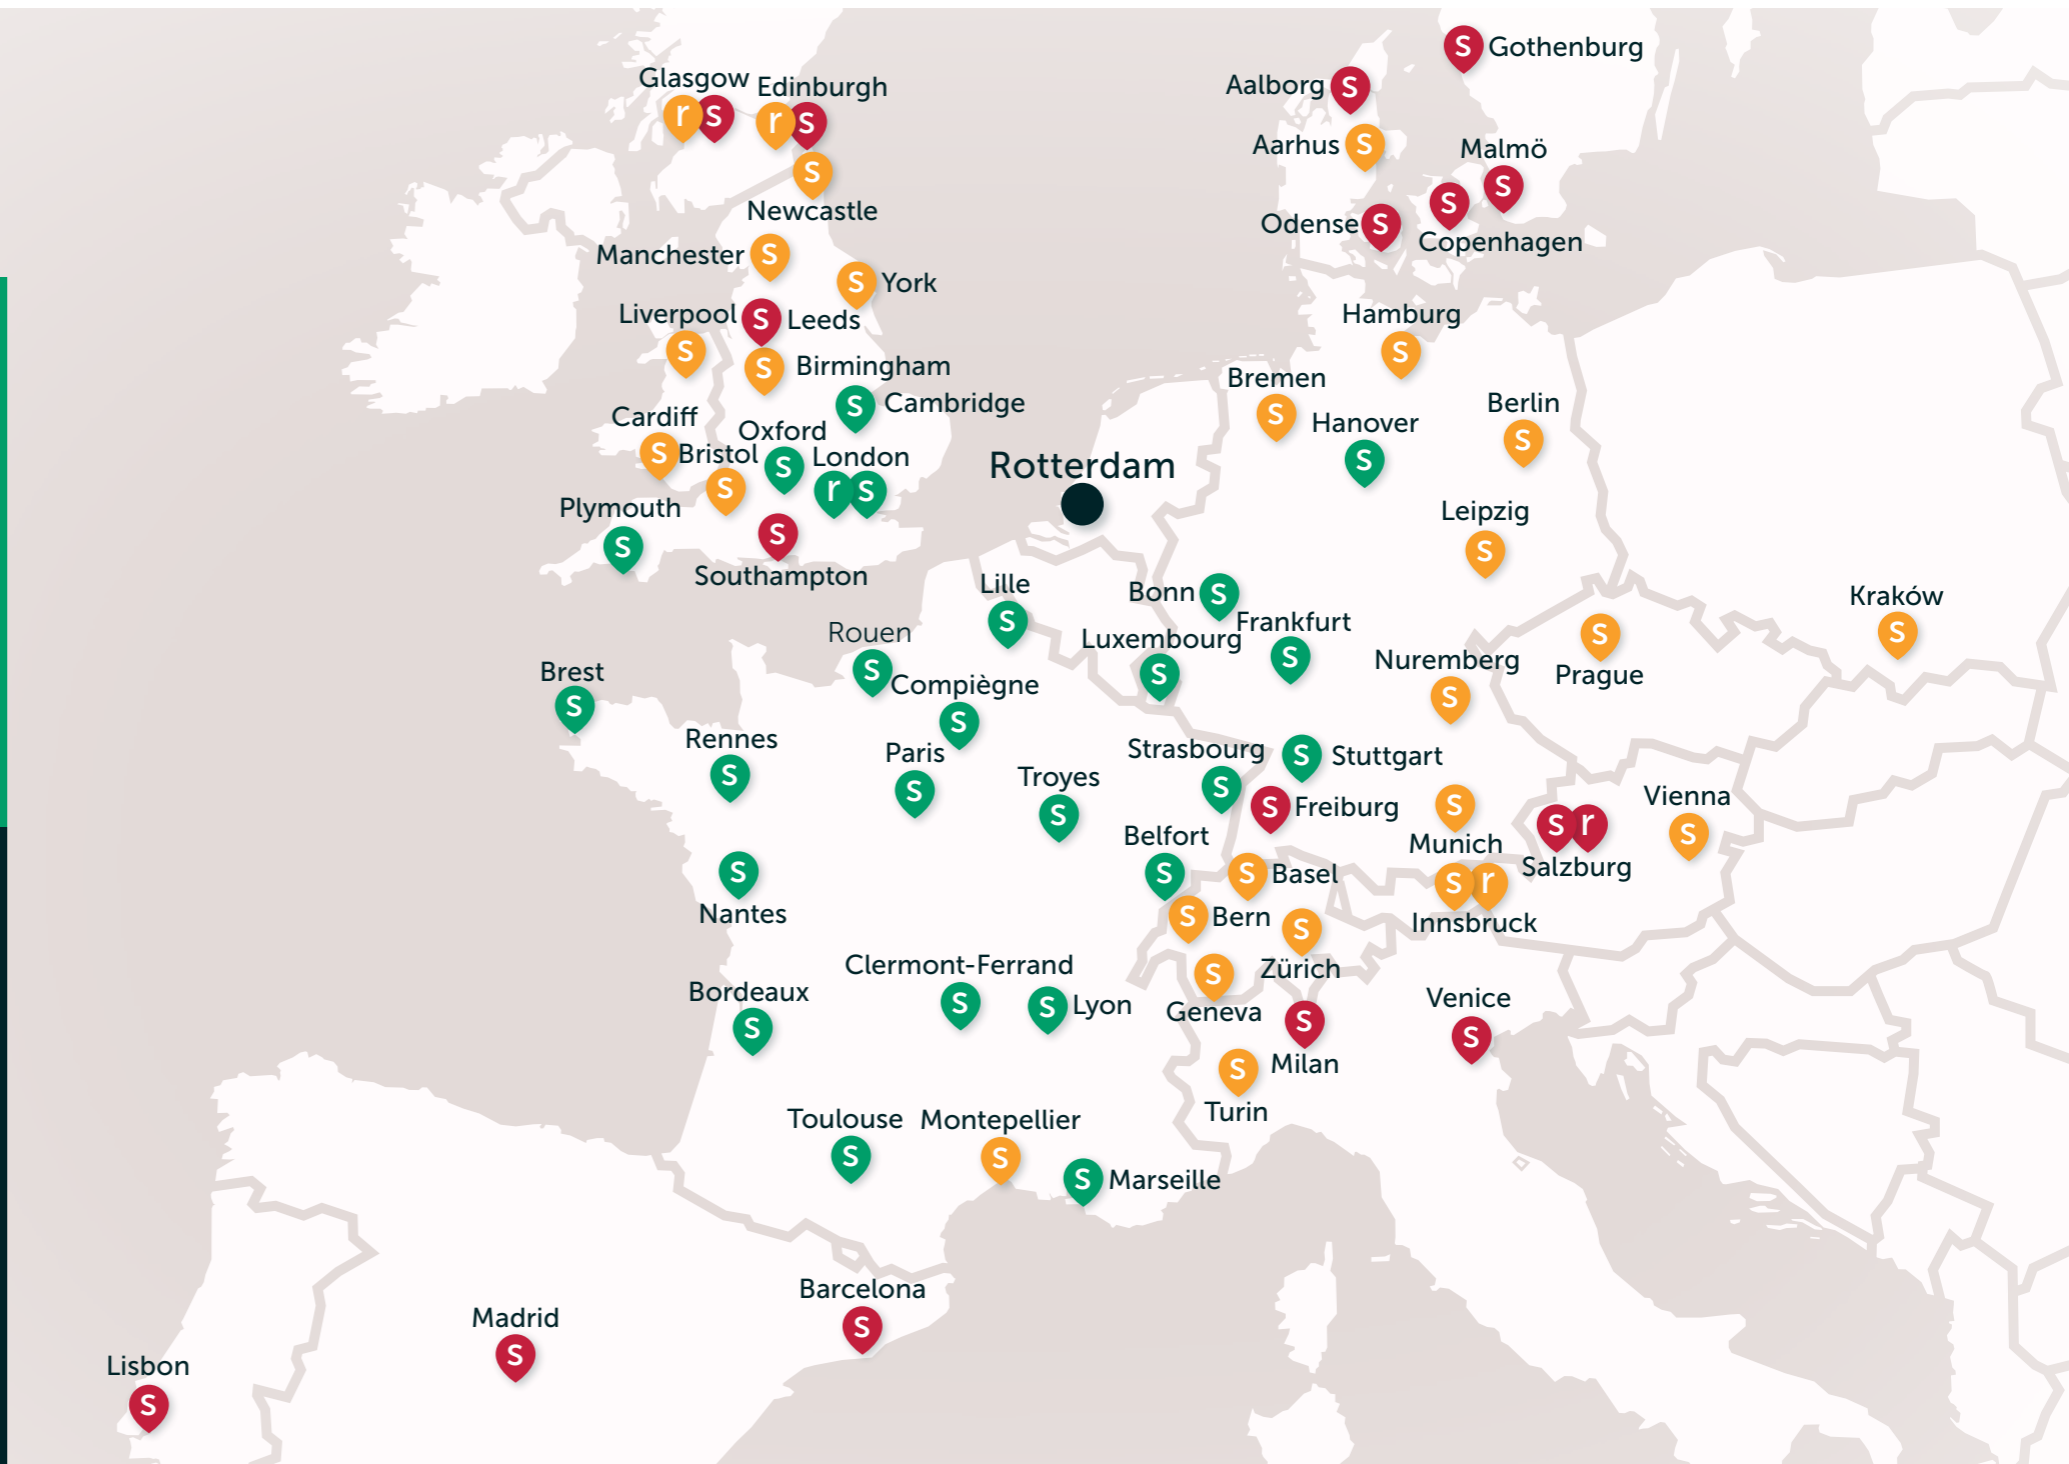 Gothenburg
s
Glasgow
Edinburgh
r s
r s
Aalborg
s
Aarhus
s
Malmö
s
Newcastle
s
Odense
s
Copenhagen
s
Manchester
s
York
s
Liverpool
s
Leeds
s
Hamburg
s
Birmingham
s
Bremen
s
Cambridge
s
Berlin
s
Cardiff
s
Hanover
s
Oxford
s
Bristol
s
London
r s
Rotterdam
Plymouth
s
Leipzig
s
Southampton
s
Lille
s
Bonn
s
Kraków
s
Frankfurt
s
Rouen
s
Luxembourg
s
Nuremberg
s
Prague
s
Brest
s
Compiègne
s
Rennes
s
Paris
s
Strasbourg
s
Stuttgart
s
Troyes
s
Freiburg
s
Vienna
s
Belfort
s
Munich
s
Salzburg
s r
Basel
s
Nantes
s
Bern
s
Innsbruck
s r
Clermont-Ferrand
s
Zürich
s
Bordeaux
s
Lyon
s
Geneva
s
Venice
s
Milan
s
Turin
s
Toulouse
s
Montepellier
s
Marseille
s
Barcelona
s
Madrid
s
Lisbon
s